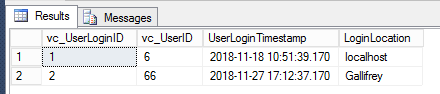 Results Messages
vc_UserLoginID vc_UserID UserLoginTimestamp LoginLocation
1 1 6 2018-11-18 10:51:39.170 localhost
2 2 66 2018-11-27 17:12:37.170 Gallifrey